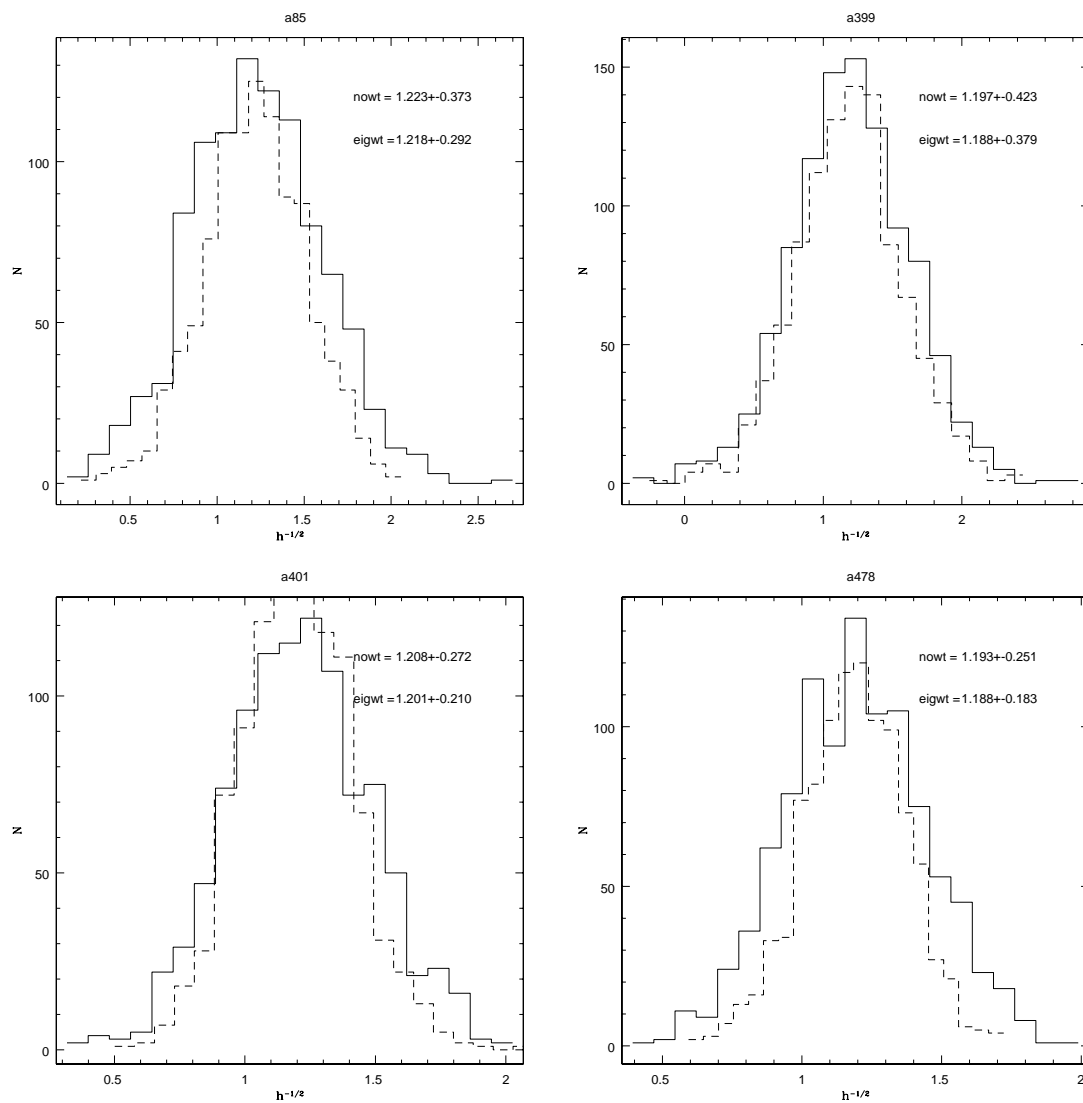 a85
nowt = 1.223+-0.373
eigwt =1.218+-0.292
100
50
0
N
0.5 1 1.5 2 2.5
h^{-1/2}
a399
nowt = 1.197+-0.423
eigwt =1.188+-0.379
150
100
50
0
N
0 1 2
h^{-1/2}
a401
nowt = 1.208+-0.272
eigwt =1.201+-0.210
100
50
0
N
0.5 1 1.5 2
h^{-1/2}
a478
nowt = 1.193+-0.251
eigwt =1.188+-0.183
100
50
0
N
0.5 1 1.5 2
h^{-1/2}